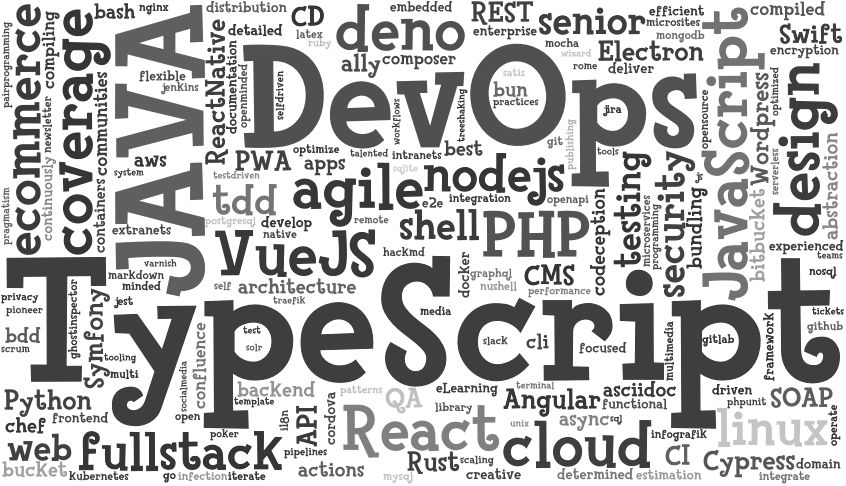 pairprogramming
ecommerce
compiling
newsletter
continuously
pragmatism
coverage
bash
nginx
communities
containers
JAVA
flexible
jenkins
aws
system
extranets
distribution
detailed
ReactNative
documentation
openminded
CD
latex
ruby
deno
embedded
ally
composer
REST
enterprise
mocha
wizard
senior
Electron
rome
deliver
efficient
microsites
mongodb
compiled
Swift
encryption
DevOps
selfdriven
workflows
treeshaking
satis
bun
practices
jira
git
publishing
tools
opensource
JavaScript
Wordpress
optimized
serverless
design
abstraction
PWA
optimize
apps
talented
intranets
sqlite
best
testdriven
tdd
postgresql
agile
nodejs
e2e
integration
openapi
develop
native
remote
shell
PHP
codeception
testing
microservices
programming
security
js
bundling
bitbucket
experienced
teams
nosql
VueJS
hackmd
docker
graphql
nushell
CMS
performance
varnish
markdown
minded
self
architecture
traefik
TypeScript
privacy
pioneer
bdd
scrum
ghostinspector
Symfony
jest
tooling
multi
test
solr
media
slack
cli
focused
multimedia
gitlab
framework
tickets
github
confluence
socialmedia
open
template
backend
patterns
QA
eLearning
library
terminal
Angular
unix
asciidoc
functional
async
sql
driven
phpunit
SOAP
operate
Python
frontend
chef
web
fullstack
poker
i18n
API
cordova
pipelines
React
cloud
infografik
linux
bucket
Kubernetes
go
infection
iterate
actions
mysql
Rust
scaling
creative
determined
estimation
CI
Cypress
domain
integrate